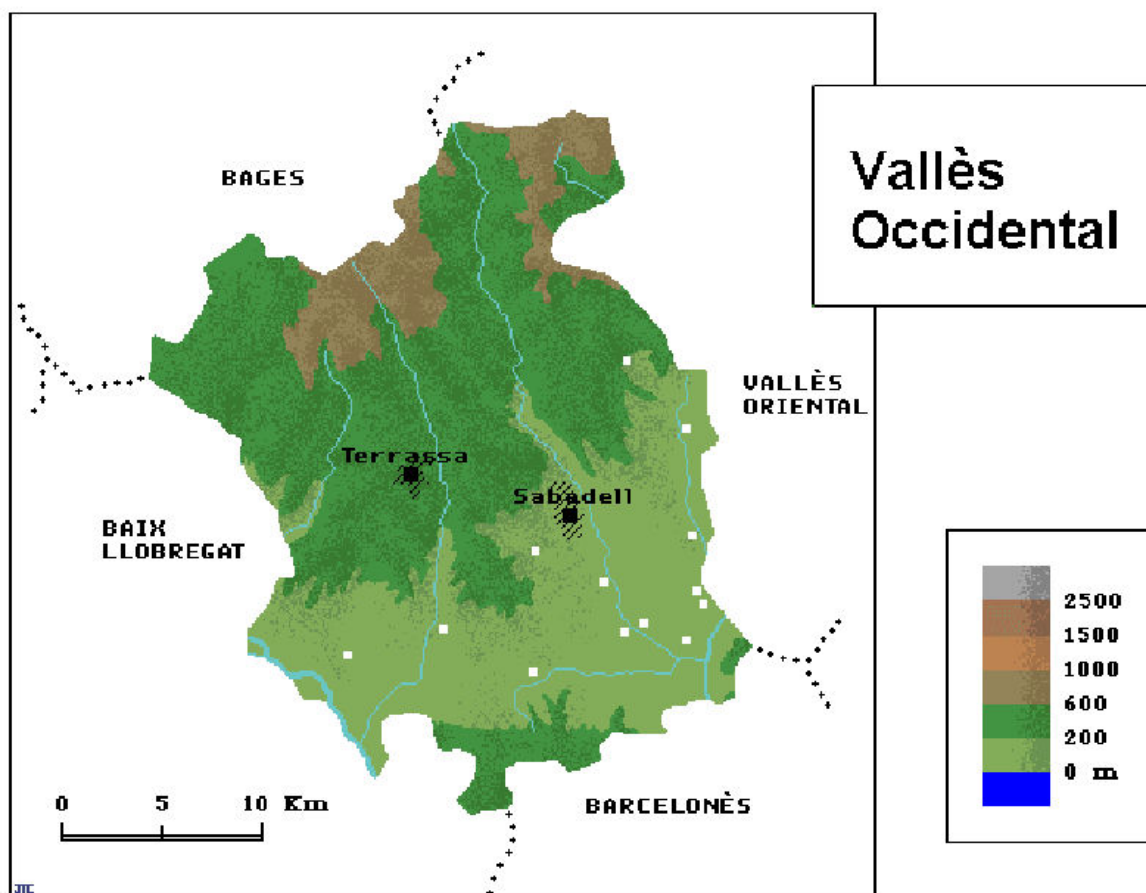 Vallès
Occidental
BAGES
VALLÈS
ORIENTAL
Terrassa
Sabadell
BAIX
LLOBREGAT
BARCELONÈS
0 5 10 Km
2500
1500
1000
600
200
0 m
JTC